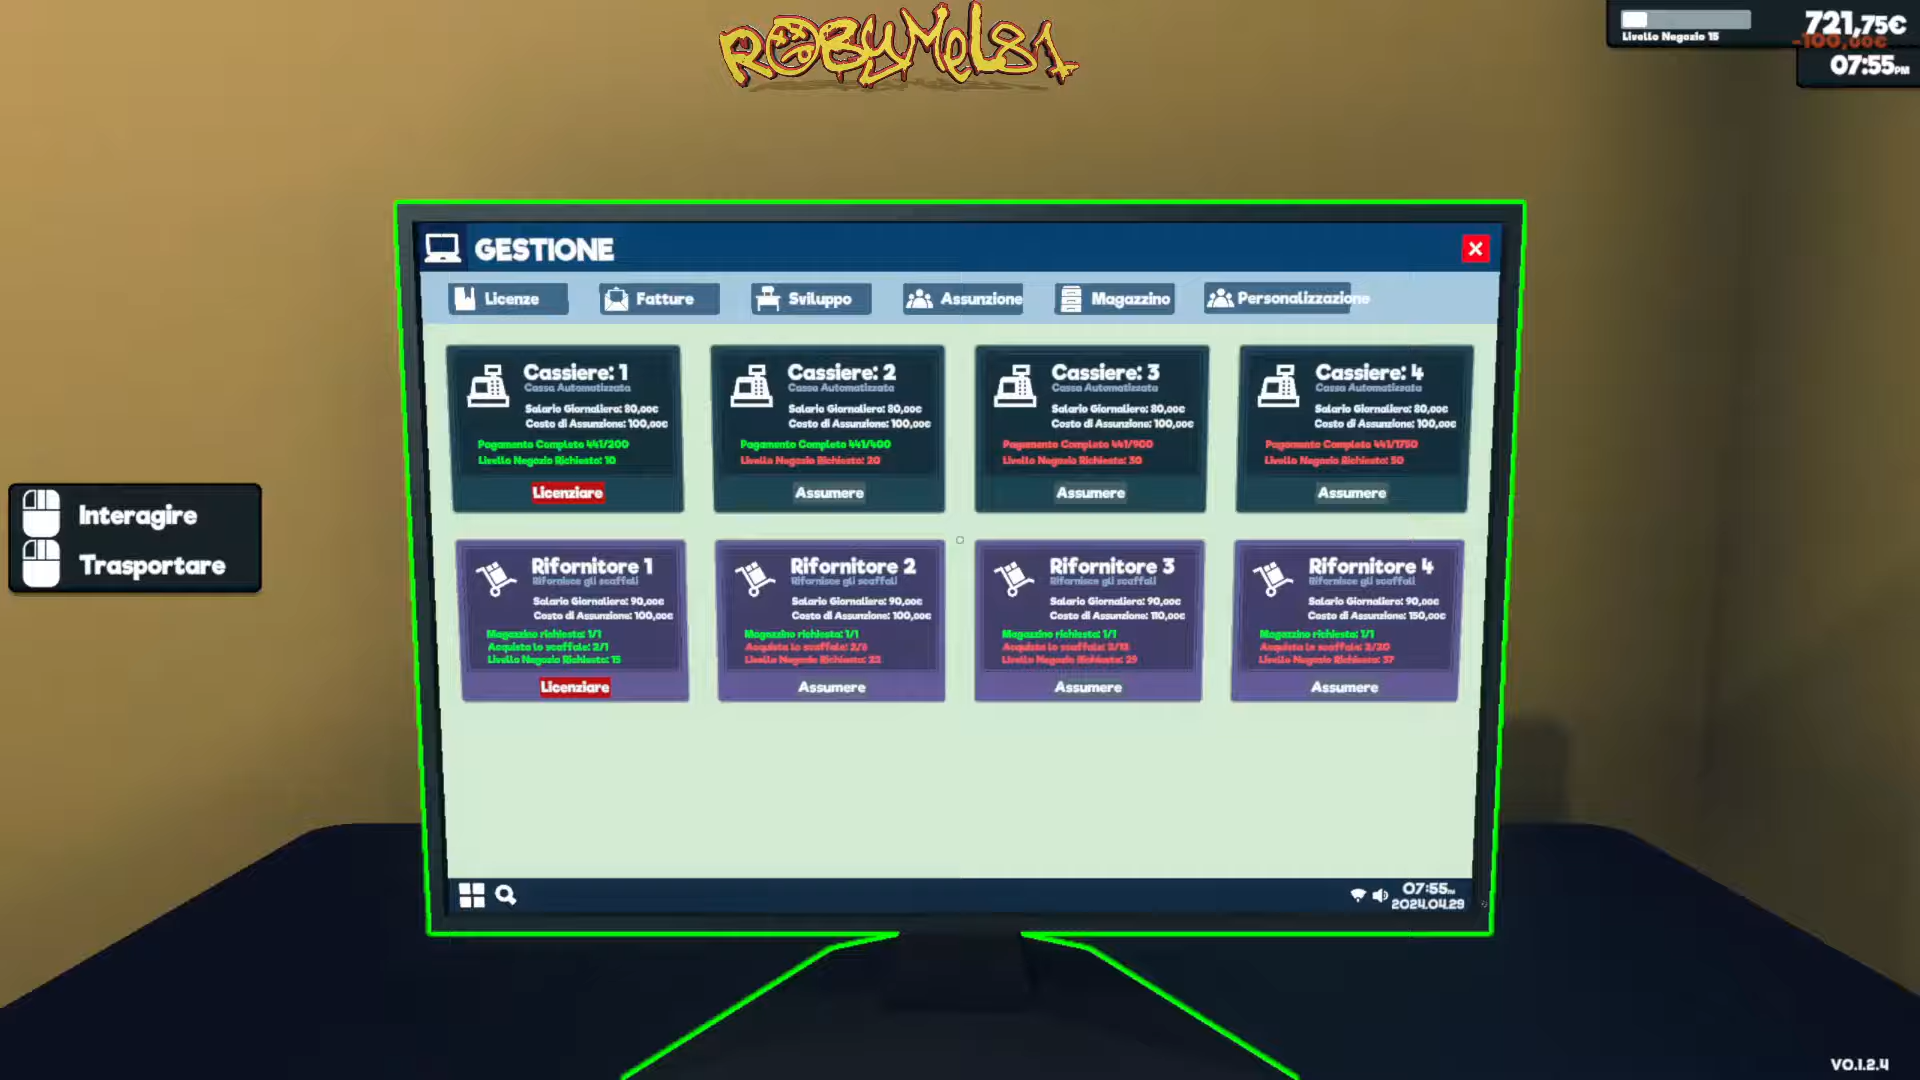 ROBYMEL81
Livello Negozio 15
721,75€
-100,00€
07:55PM
GESTIONE
Licenze
Fatture
Sviluppo
Assunzione
Magazzino
Personalizzazione
Cassiere: 1
Cassa Automatizzata
Salario Giornaliero: 80,00€
Costo di Assunzione: 100,00€
Pagamento Completo 441/200
Livello Negozio Richiesto: 10
Licenziare
Cassiere: 2
Cassa Automatizzata
Salario Giornaliero: 80,00€
Costo di Assunzione: 100,00€
Pagamento Completo 441/400
Livello Negozio Richiesto: 20
Assumere
Cassiere: 3
Cassa Automatizzata
Salario Giornaliero: 80,00€
Costo di Assunzione: 100,00€
Pagamento Completo 441/900
Livello Negozio Richiesto: 30
Assumere
Cassiere: 4
Cassa Automatizzata
Salario Giornaliero: 80,00€
Costo di Assunzione: 100,00€
Pagamento Completo 441/1750
Livello Negozio Richiesto: 50
Assumere
Interagire
Trasportare
Rifornitore 1
Rifornisce gli scaffali
Salario Giornaliero: 90,00€
Costo di Assunzione: 100,00€
Magazzino richiesto: 1/1
Acquista lo scaffale: 2/1
Livello Negozio Richiesto: 15
Licenziare
Rifornitore 2
Rifornisce gli scaffali
Salario Giornaliero: 90,00€
Costo di Assunzione: 100,00€
Magazzino richiesto: 1/1
Acquista lo scaffale:
Livello Negozio Richiesto: 22
Assumere
Rifornitore 3
Rifornisce gli scaffali
Salario Giornaliero: 90,00€
Costo di Assunzione: 110,00€
Magazzino richiesto: 1/1
Acquista lo scaffale:
Livello Negozio Richiesto: 29
Assumere
Rifornitore 4
Rifornisce gli scaffali
Salario Giornaliero: 90,00€
Costo di Assunzione: 150,00€
Magazzino richiesto: 1/1
Acquista lo scaffale: 2/20
Livello Negozio Richiesto: 37
Assumere
07:55PM
2024.04.29
V0.1.2.4